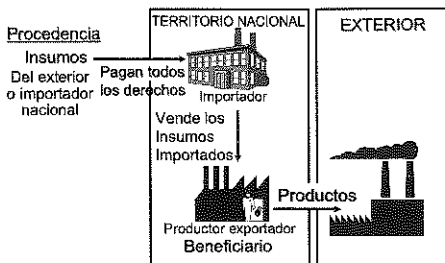 TERRITORIO NACIONAL
EXTERIOR
Procedencia
Insumos
Del exterior
o importador
nacional
Pagan todos
los derechos
Importador
Vende los
Insumos
Importados
Productos
Productor exportador
Beneficiario